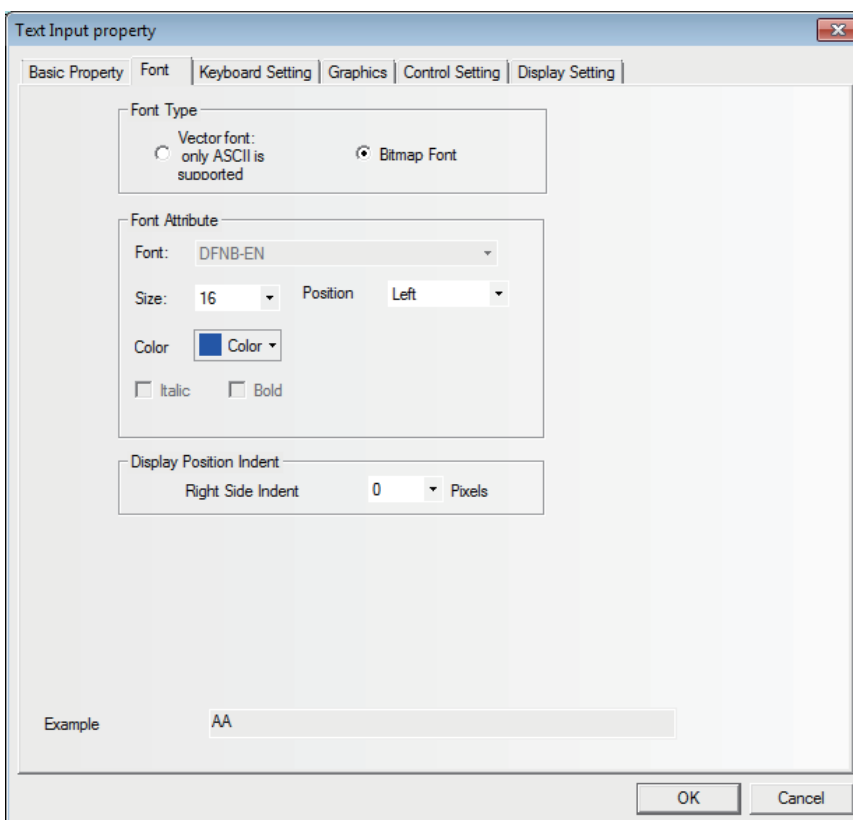 Text Input property
Basic Property Font Keyboard Setting Graphics Control Setting Display Setting
Font Type
Vector font:
only ASCII is
supported
Bitmap Font
Font Attribute
Font: DFNB-EN
Size: 16 Position Left
Color Color
Italic Bold
Display Position Indent
Right Side Indent 0 Pixels
Example AA
OK Cancel